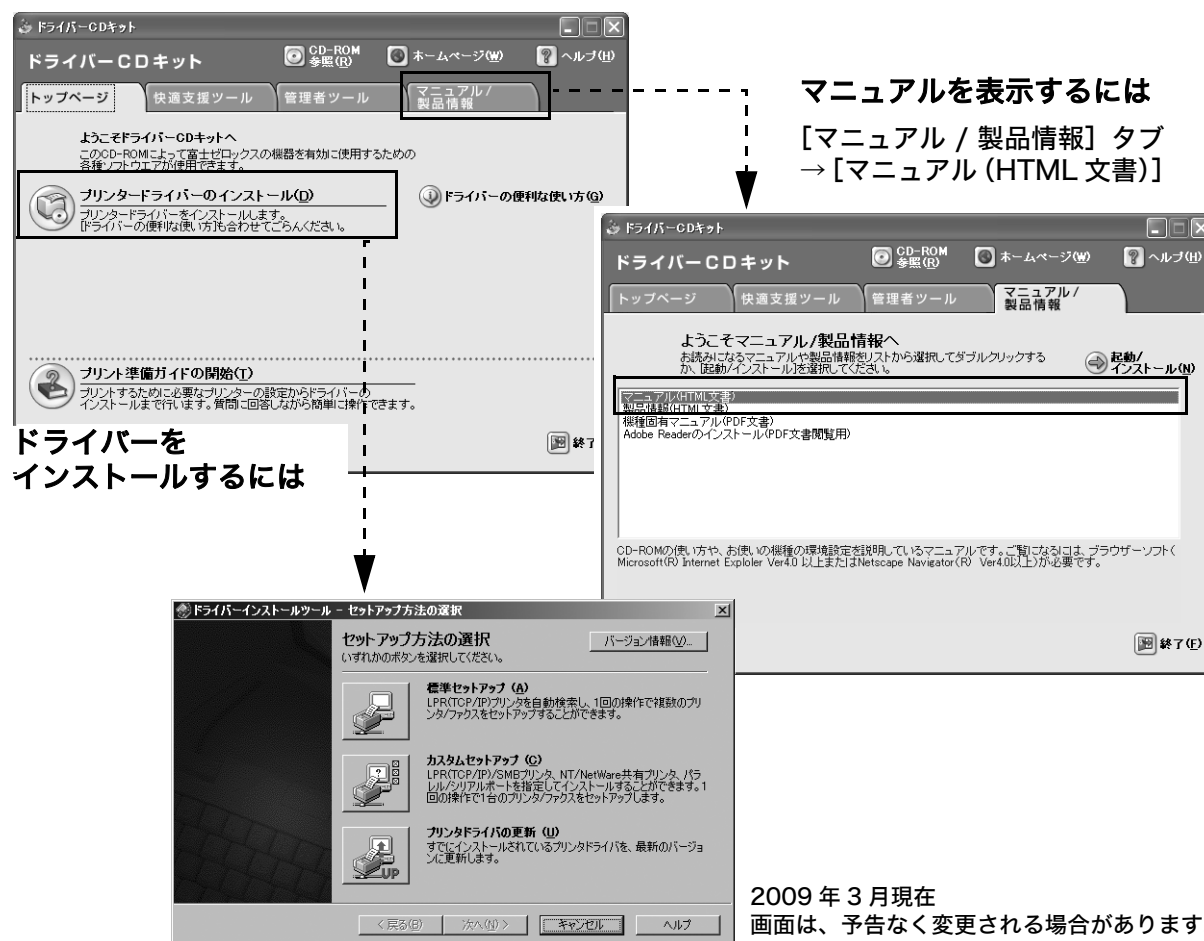 ドライバーCDキット
ドライバーCDキット
CD-ROM
参照(R)
ホームページ(W)
ヘルプ(H)
トップページ
快適支援ツール
管理者ツール
マニュアル/
製品情報
ようこそドライバーCDキットへ
このCD-ROMによって富士ゼロックスの機器を有効に使用するための
各種ソフトウエアが使用できます。
プリンタードライバーのインストール(D)
プリンタードライバーをインストールします。
[ドライバーの便利な使い方]も合わせてごらんください。
ドライバーの便利な使い方(G)
プリント準備ガイドの開始(I)
プリントするために必要なプリンターの設定からドライバーの
インストールまで行います。質問に回答しながら簡単に操作できます。
終了
ドライバーを
インストールするには
マニュアルを表示するには
[マニュアル / 製品情報] タブ
→ [マニュアル (HTML 文書)]
ドライバーCDキット
ドライバーCDキット
CD-ROM
参照(R)
ホームページ(W)
ヘルプ(H)
トップページ
快適支援ツール
管理者ツール
マニュアル/
製品情報
ようこそマニュアル/製品情報へ
お読みになるマニュアルや製品情報をリストから選択してダブルクリックする
か、[起動/インストール]を選択してください。
起動/
インストール(N)
マニュアル(HTML文書)
製品情報(HTML文書)
機種固有マニュアル(PDF文書)
Adobe Readerのインストール(PDF文書閲覧用)
CD-ROMの使い方や、お使いの機種の環境設定を説明しているマニュアルです。ご覧になるには、ブラウザーソフト(
Microsoft(R) Internet Exploler Ver4.0 以上またはNetscape Navigator(R) Ver4.0以上)が必要です。
終了(F)
ドライバーインストールツール - セットアップ方法の選択
セットアップ方法の選択
いずれかのボタンを選択してください。
バージョン情報(V)...
標準セットアップ (A)
LPR(TCP/IP)プリンタを自動検索し、1回の操作で複数のプリ
ンタ/ファクスをセットアップすることができます。
カスタムセットアップ (C)
LPR(TCP/IP)/SMBプリンタ、NT/NetWare共有プリンタ、パラ
レル/シリアルポートを指定してインストールすることができます。1
回の操作で1台のプリンタ/ファクスをセットアップします。
UP
プリンタドライバの更新 (U)
すでにインストールされているプリンタドライバを、最新のバージョ
ンに更新します。
< 戻る(B)
次へ(N) >
キャンセル
ヘルプ
2009 年 3 月現在
画面は、予告なく変更される場合があります